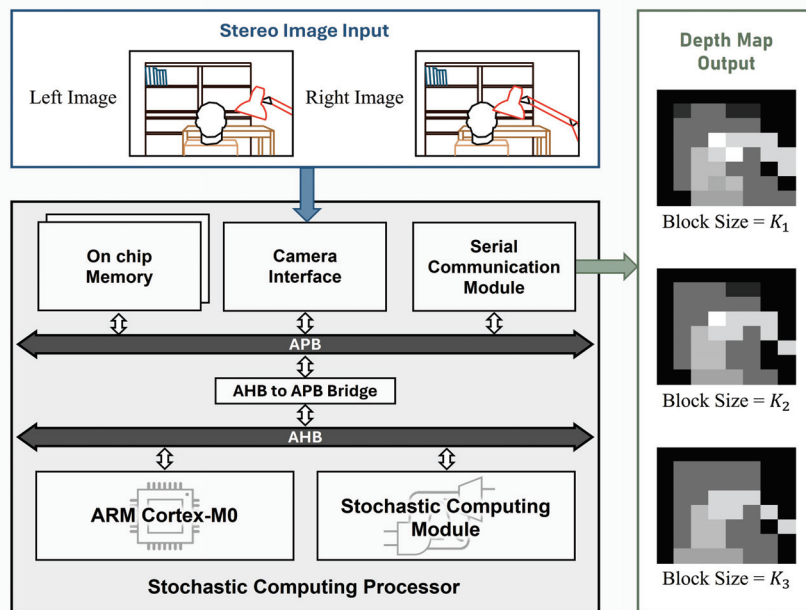 Stereo Image Input
Left Image
Right Image
On chip
Memory
Camera
Interface
Serial
Communication
Module
APB
AHB to APB Bridge
AHB
ARM Cortex-M0
Stochastic Computing
Module
Stochastic Computing Processor
Depth Map
Output
Block Size = K₁
Block Size = K₂
Block Size = K₃